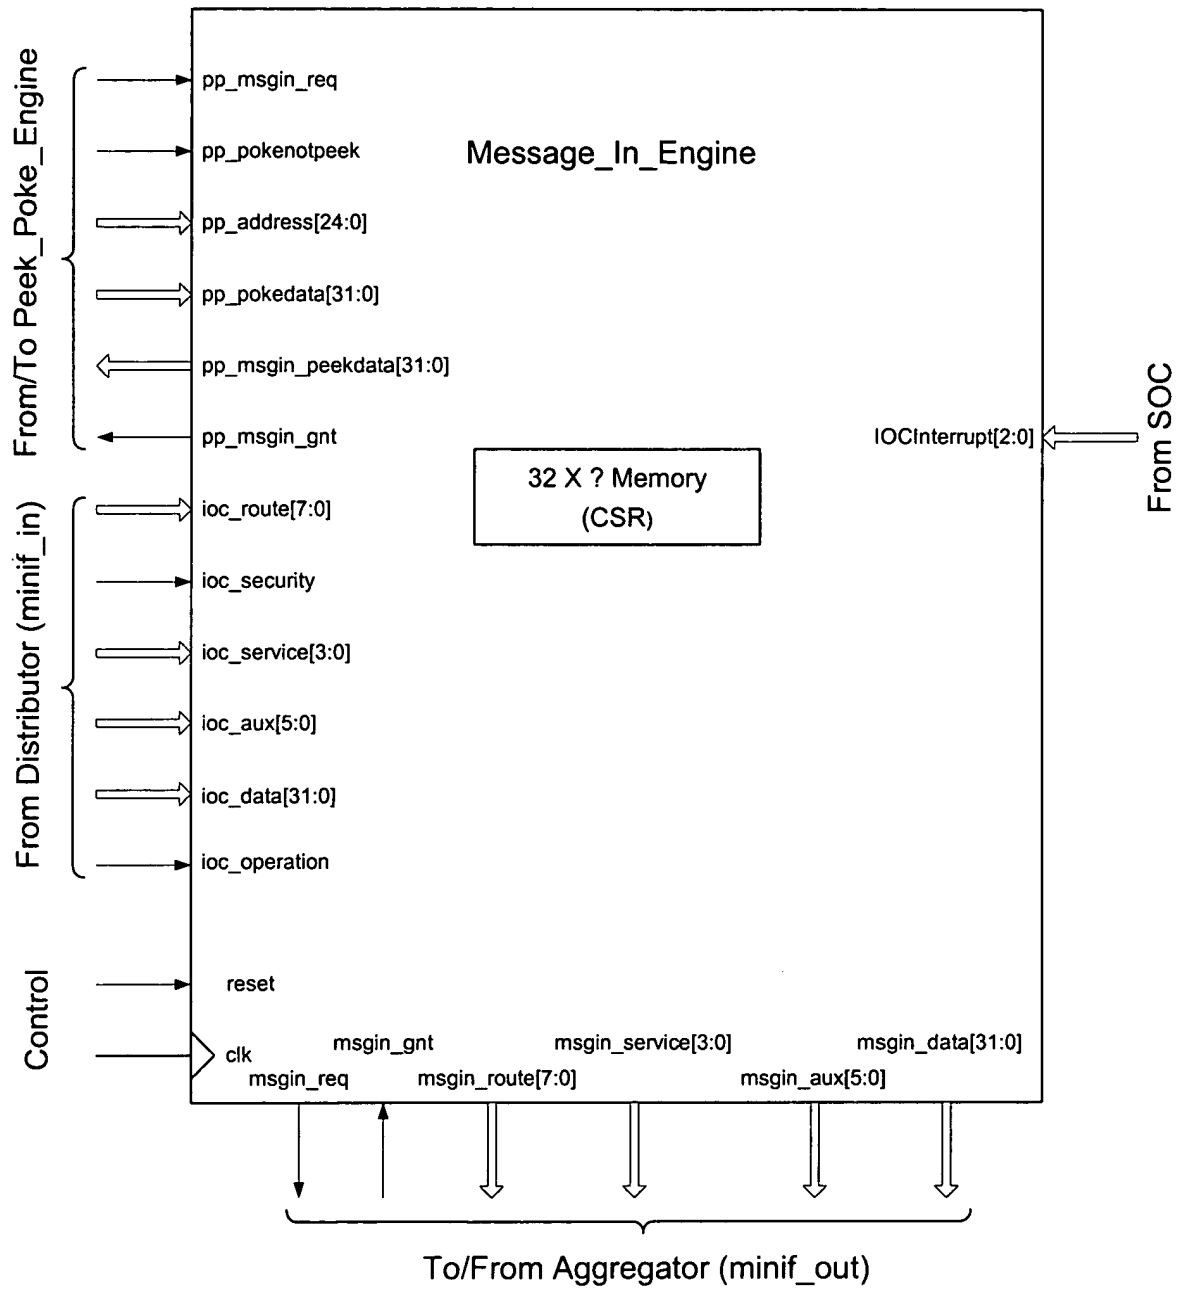 From/To Peek_Poke_Engine
pp_msgin_req
pp_pokenotpeek
Message_In_Engine
pp_address[24:0]
pp_pokedata[31:0]
pp_msgin_peekdata[31:0]
pp_msgin_gnt
IOCInterrupt[2:0]
From SOC
32 X ? Memory
(CSR)
From Distributor (minif_in)
ioc_route[7:0]
ioc_security
ioc_service[3:0]
ioc_aux[5:0]
ioc_data[31:0]
ioc_operation
Control
reset
clk
msgin_gnt
msgin_service[3:0]
msgin_data[31:0]
msgin_req
msgin_route[7:0]
msgin_aux[5:0]
To/From Aggregator (minif_out)